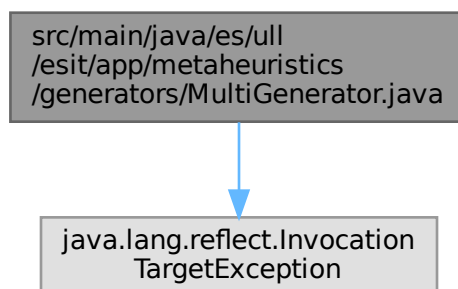 src/main/java/es/ull
/esit/app/metaheuristics
/generators/MultiGenerator.java
java.lang.reflect.Invocation
TargetException